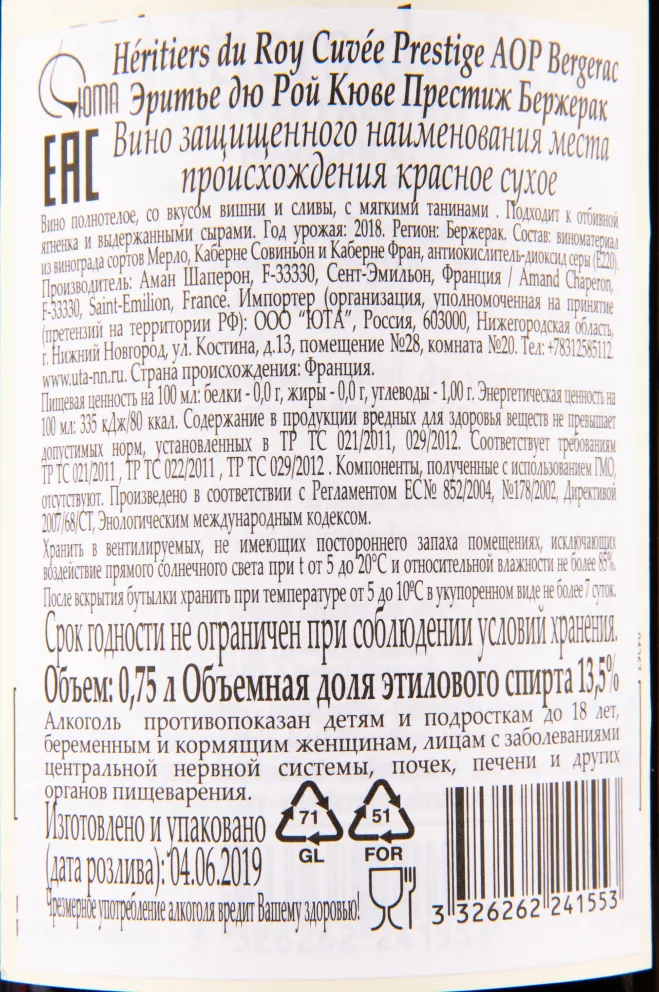 Héritiers du Roy Cuvée Prestige AOP Bergerac
ЮТА
Эритье дю Рой Кюве Престиж Бержерак
ЕАС
Вино защищенного наименования места
происхождения красное сухое
Вино полнотелое, со вкусом вишни и сливы, с мягкими танинами . Подходит к отбивной
ягненка и выдержанными сырами. Год урожая: 2018. Регион: Бержерак. Состав: виноматериал
из винограда сортов Мерло, Каберне Совиньон и Каберне Фран, антиокислитель-диоксид серы (Е220).
Производитель: Аман Шаперон, F-33330, Сент-Эмильон, Франция / Amand Chaperon,
F-33330, Saint-Emilion, France. Импортер (организация, уполномоченная на принятие
(претензий на территории РФ): ООО "ЮТА", Россия, 603000, Нижегородская область,
г. Нижний Новгород, ул. Костина, д.13, помещение №28, комната №20. Тел: +78312585112.
www.uta-nn.ru. Страна происхождения: Франция.
Пищевая ценность на 100 мл: белки - 0,0 г, жиры - 0,0 г, углеводы - 1,00 г. Энергетическая ценность на
100 мл: 335 кДж/80 ккал. Содержание в продукции вредных для здоровья веществ не превышает
допустимых норм, установленных в ТР ТС 021/2011, 029/2012. Соответствует требованиям
ТР ТС 021/2011 , ТР ТС 022/2011 , ТР ТС 029/2012 . Компоненты, полученные с использованием ГМО,
отсутствуют. Произведено в соответствии с Регламентом ЕС№ 852/2004, №178/2002, Директивой
2007/68/СТ, Энологическим международным кодексом.
Хранить в вентилируемых, не имеющих постороннего запаха помещениях, исключающих
воздействие прямого солнечного света при t от 5 до 20°С и относительной влажности не более 85%.
После вскрытия бутылки хранить при температуре от 5 до 10°С в укупоренном виде не более 7 суток.
Срок годности не ограничен при соблюдении условий хранения.
Объем: 0,75 л Объемная доля этилового спирта 13,5%
Алкоголь противопоказан детям и подросткам до 18 лет,
беременным и кормящим женщинам, лицам с заболеваниями
центральной нервной системы, почек, печени и других
органов пищеварения.
Изготовлено и упаковано
(дата розлива): 04.06.2019
Чрезмерное употребление алкоголя вредит Вашему здоровью!
71
GL
51
FOR
3 326262 241553